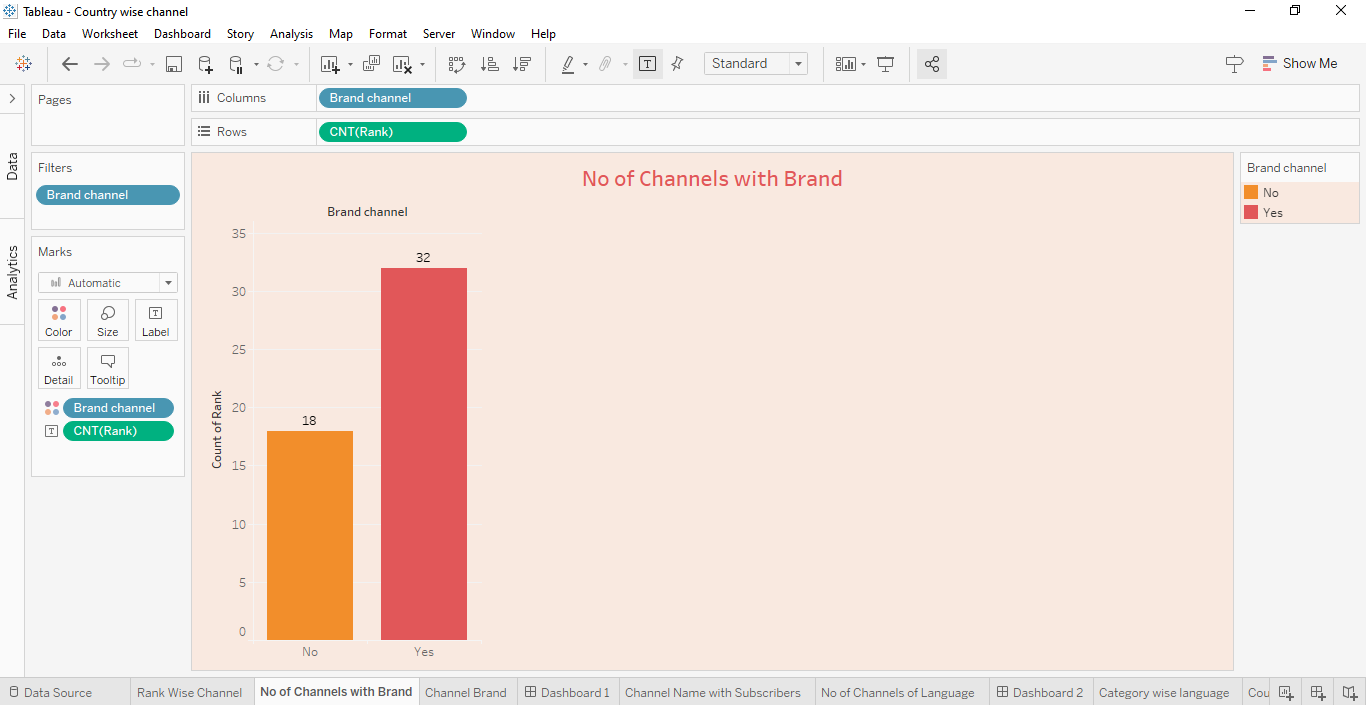 Tableau - Country wise channel
File Data Worksheet Dashboard Story Analysis Map Format Server Window Help
Standard
Show Me
Pages
Columns
Brand channel
Rows
CNT(Rank)
Data
Analytics
Filters
Brand channel
Marks
Automatic
Color Size Label
Detail Tooltip
Brand channel
T CNT(Rank)
No of Channels with Brand
Brand channel
Count of Rank
35
30
25
20
15
10
5
0
18
32
No Yes
Brand channel
No
Yes
Data Source Rank Wise Channel No of Channels with Brand Channel Brand Dashboard 1 Channel Name with Subscribers No of Channels of Language Dashboard 2 Category wise language Cou